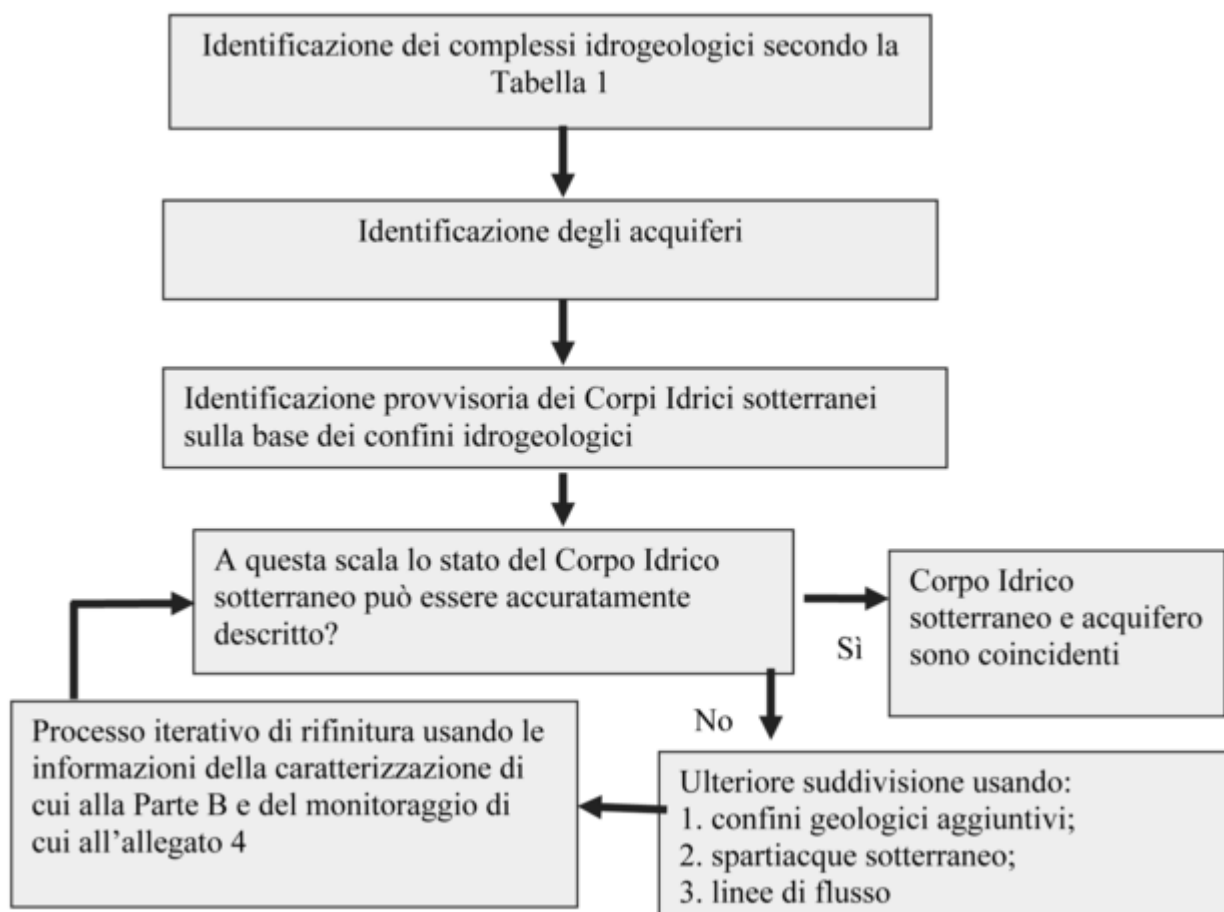 Identificazione dei complessi idrogeologici secondo la
Tabella 1
Identificazione degli acquiferi
Identificazione provvisoria dei Corpi Idrici sotterranei
sulla base dei confini idrogeologici
A questa scala lo stato del Corpo Idrico
sotterraneo può essere accuratamente
descritto?
Sì
Corpo Idrico
sotterraneo e acquifero
sono coincidenti
No
Ulteriore suddivisione usando:
1. confini geologici aggiuntivi;
2. spartiacque sotterraneo;
3. linee di flusso
Processo iterativo di rifinitura usando le
informazioni della caratterizzazione di
cui alla Parte B e del monitoraggio di
cui all’allegato 4